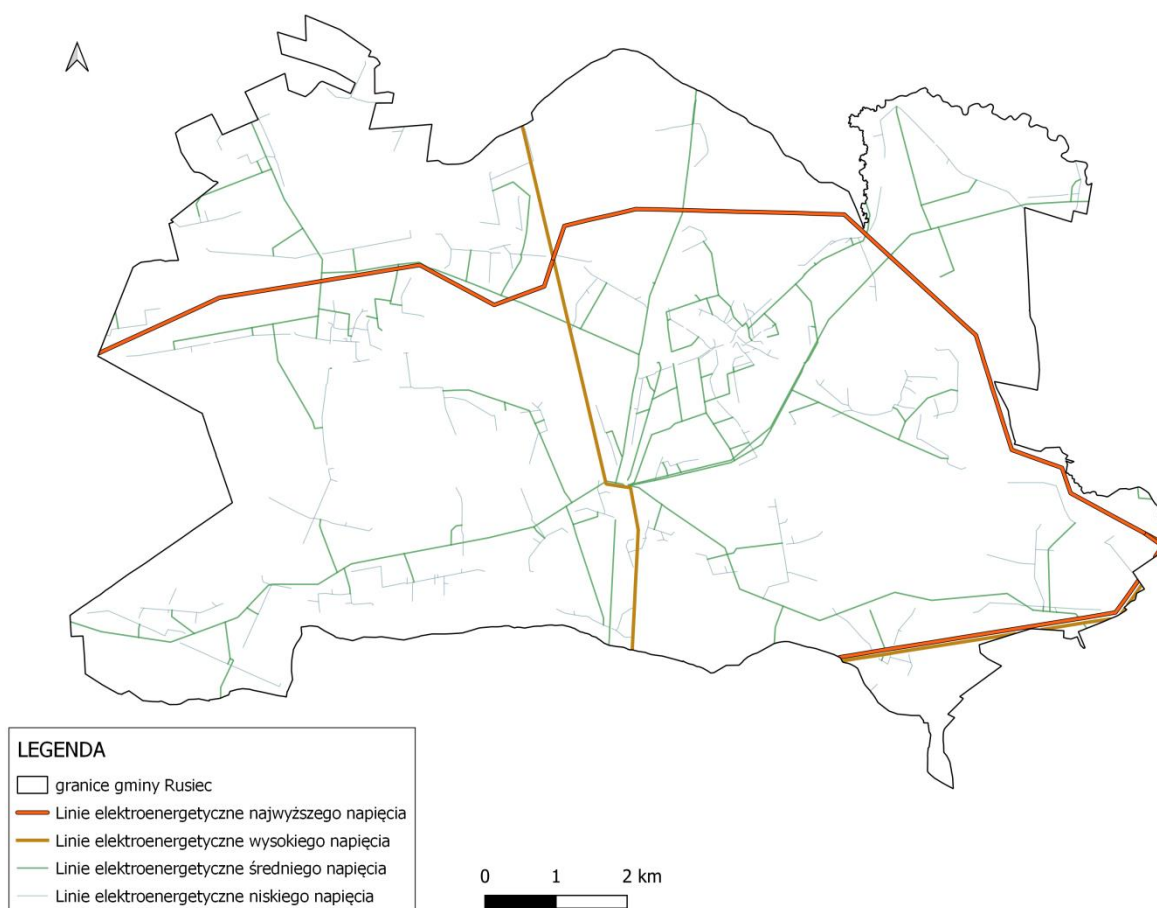 LEGENDA
granice gminy Rusiec
Linie elektroenergetyczne najwyższego napięcia
Linie elektroenergetyczne wysokiego napięcia
Linie elektroenergetyczne średniego napięcia
Linie elektroenergetyczne niskiego napięcia
0 1 2 km